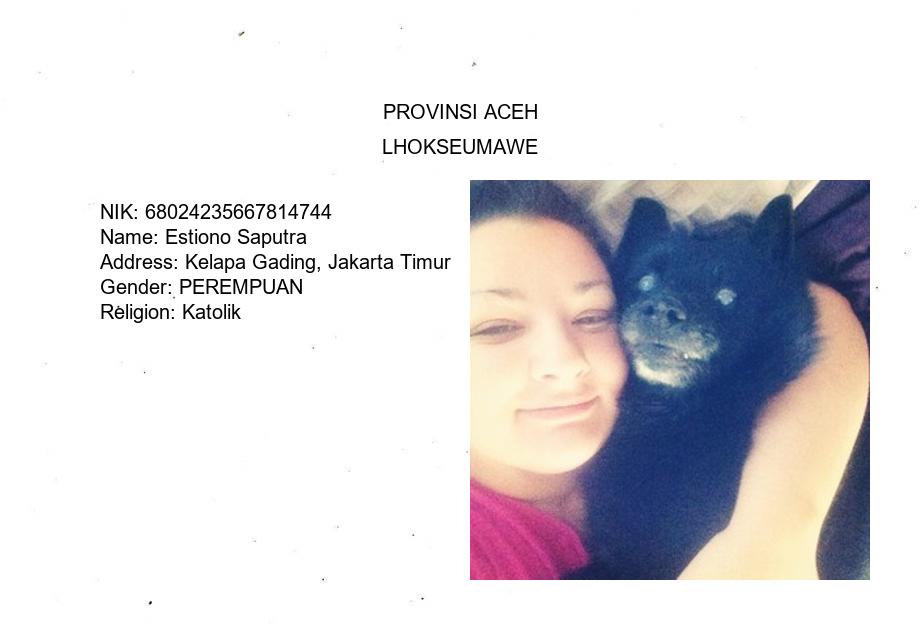 PROVINSI ACEH
LHOKSEUMAWE
NIK: 68024235667814744
Name: Estiono Saputra
Address: Kelapa Gading, Jakarta Timur
Gender: PEREMPUAN
Religion: Katolik